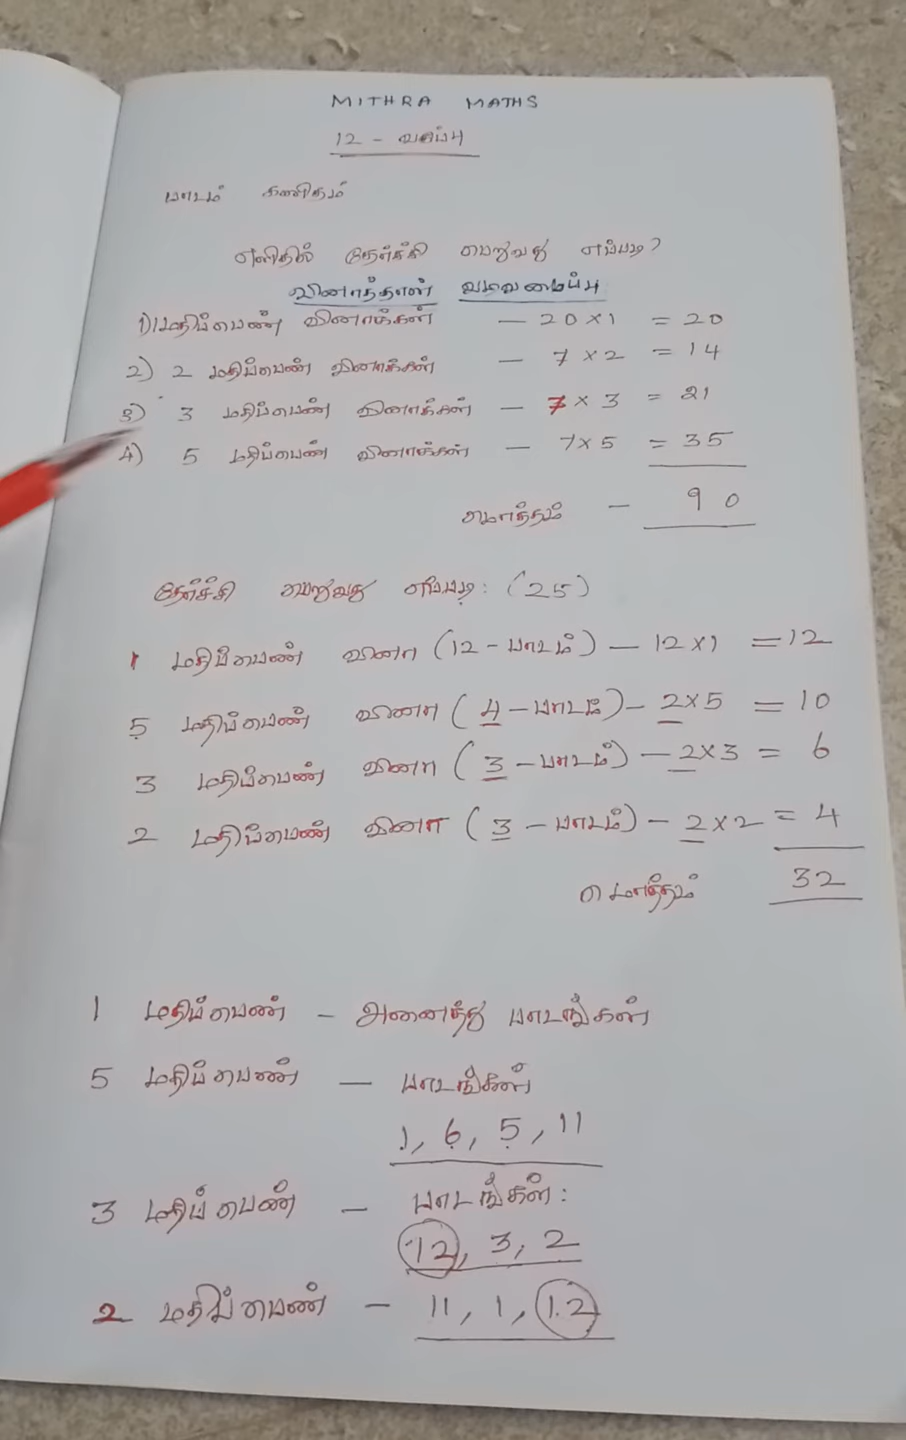 MITHRA MATHS
12 - வகுப்பு
பாடம் கணிதம்
எளிதில் தேர்ச்சி பெறுவது எப்படி?
வினாத்தாள் வடிவமைப்பு
1) 1 மதிப்பெண் வினாக்கள் - 20 x 1 = 20
2) 2 மதிப்பெண் வினாக்கள் - 7 x 2 = 14
3) 3 மதிப்பெண் வினாக்கள் - 7 x 3 = 21
4) 5 மதிப்பெண் வினாக்கள் - 7 x 5 = 35
மொத்தம் - 90
தேர்ச்சி பெறுவது எப்படி: (25)
1 மதிப்பெண் வினா (12 - பாடம்) - 12 x 1 = 12
5 மதிப்பெண் வினா (4 - பாடம்) - 2 x 5 = 10
3 மதிப்பெண் வினா (3 - பாடம்) - 2 x 3 = 6
2 மதிப்பெண் வினா (3 - பாடம்) - 2 x 2 = 4
மொத்தம் 32
1 மதிப்பெண் - அனைத்து பாடங்கள்
5 மதிப்பெண் - பாடங்கள்
1, 6, 5, 11
3 மதிப்பெண் - பாடங்கள்:
12, 3, 2
2 மதிப்பெண் - 11, 1, 12